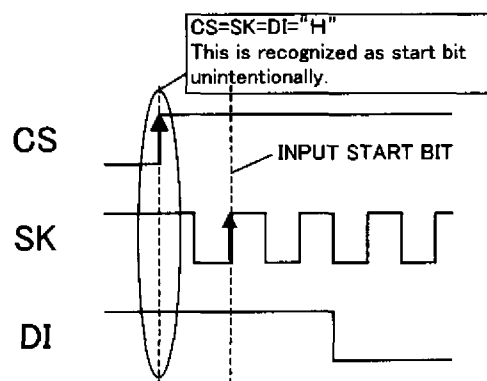 CS=SK=DI="H"
This is recognized as start bit
unintentionally.
CS
INPUT START BIT
SK
DI